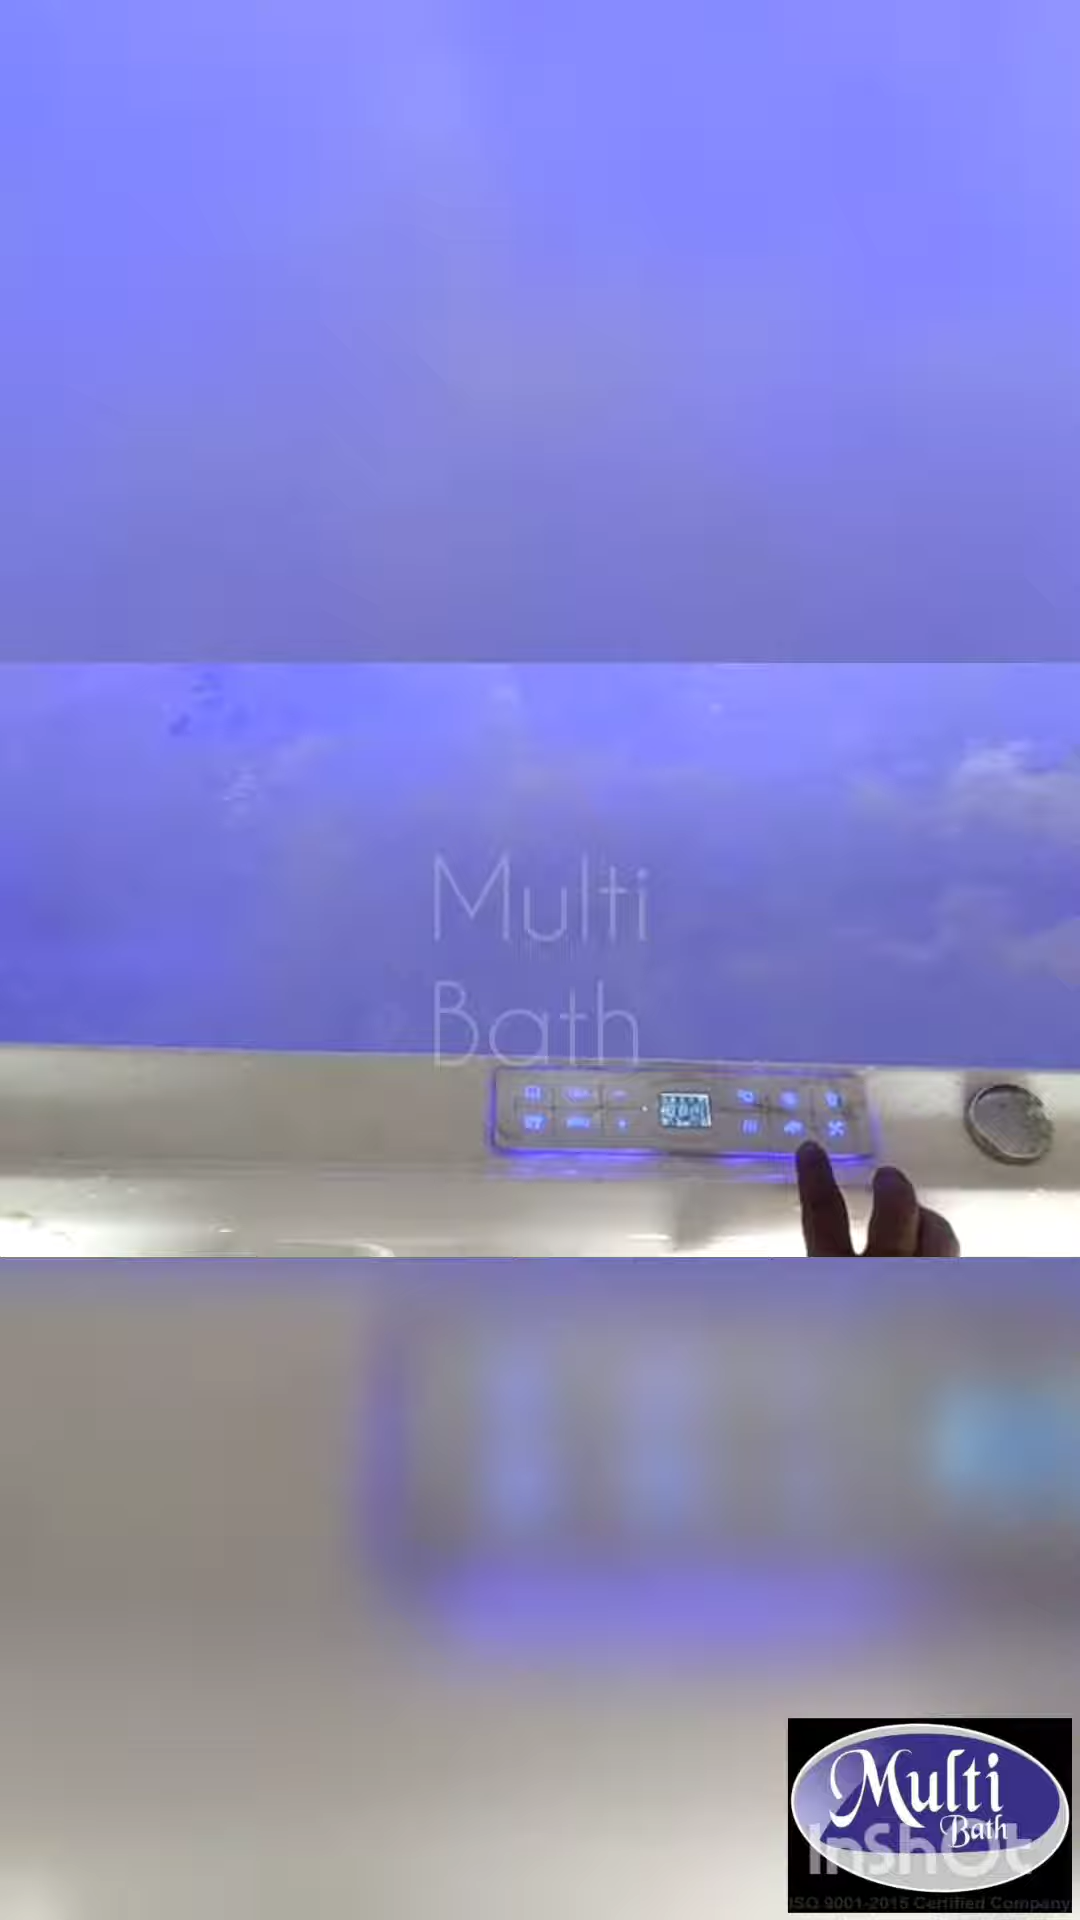 Multi
Bath
Multi
Bath
InShOt
ISO 9001-2015 Certified Company